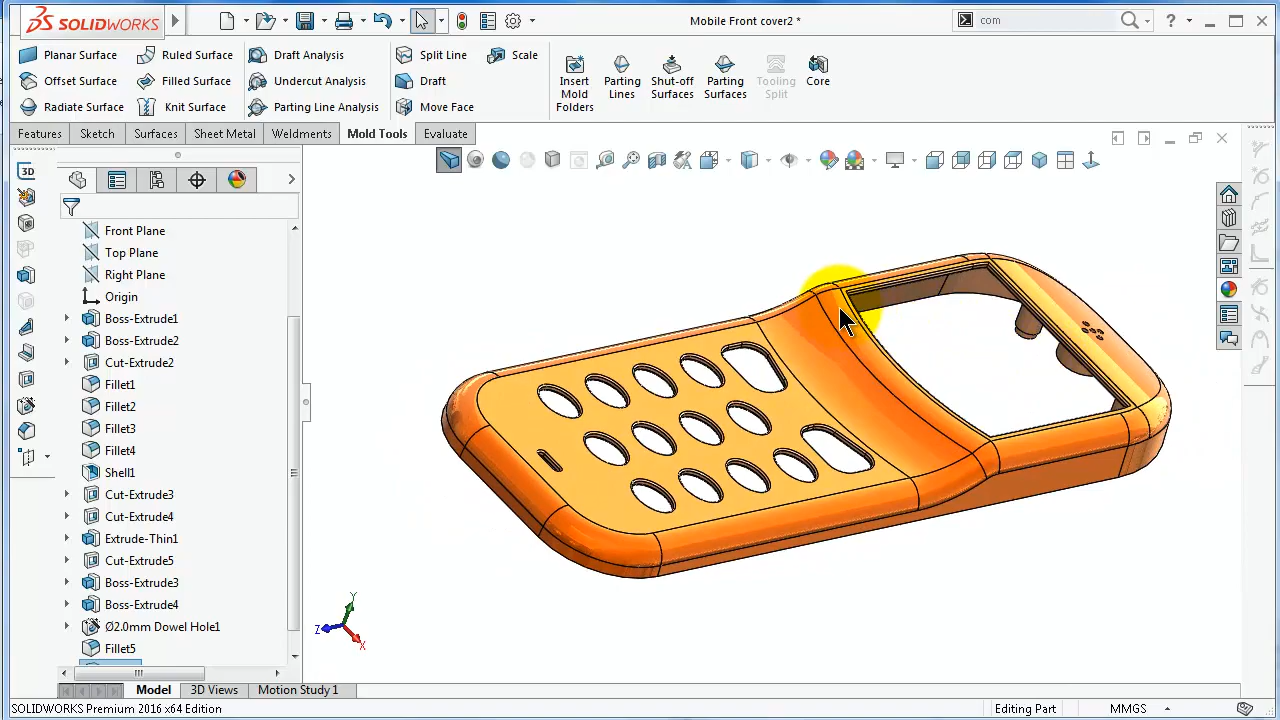 SOLIDWORKS
Mobile Front cover2 *
com
?
Planar Surface
Ruled Surface
Draft Analysis
Split Line
Scale
Offset Surface
Filled Surface
Undercut Analysis
Draft
Radiate Surface
Knit Surface
Parting Line Analysis
Move Face
Insert
Mold
Folders
Parting
Lines
Shut-off
Surfaces
Parting
Surfaces
Tooling
Split
Core
Features
Sketch
Surfaces
Sheet Metal
Weldments
Mold Tools
Evaluate
3D
Front Plane
Top Plane
Right Plane
Origin
Boss-Extrude1
Boss-Extrude2
Cut-Extrude2
Fillet1
Fillet2
Fillet3
Fillet4
Shell1
Cut-Extrude3
Cut-Extrude4
Extrude-Thin1
Cut-Extrude5
Boss-Extrude3
Boss-Extrude4
Ø2.0mm Dowel Hole1
Fillet5
Y
Z
X
Model
3D Views
Motion Study 1
SOLIDWORKS Premium 2016 x64 Edition
Editing Part
MMGS